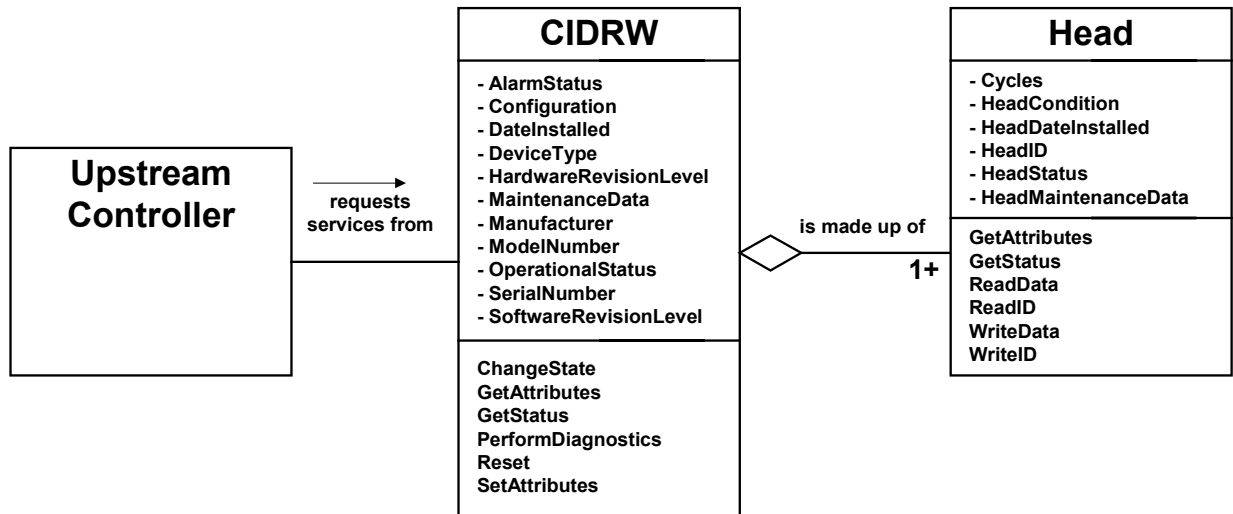 Upstream
Controller
requests
services from
CIDRW
- AlarmStatus
- Configuration
- DateInstalled
- DeviceType
- HardwareRevisionLevel
- MaintenanceData
- Manufacturer
- ModelNumber
- OperationalStatus
- SerialNumber
- SoftwareRevisionLevel
ChangeState
GetAttributes
GetStatus
PerformDiagnostics
Reset
SetAttributes
is made up of
1+
Head
- Cycles
- HeadCondition
- HeadDateInstalled
- HeadID
- HeadStatus
- HeadMaintenanceData
GetAttributes
GetStatus
ReadData
ReadID
WriteData
WriteID